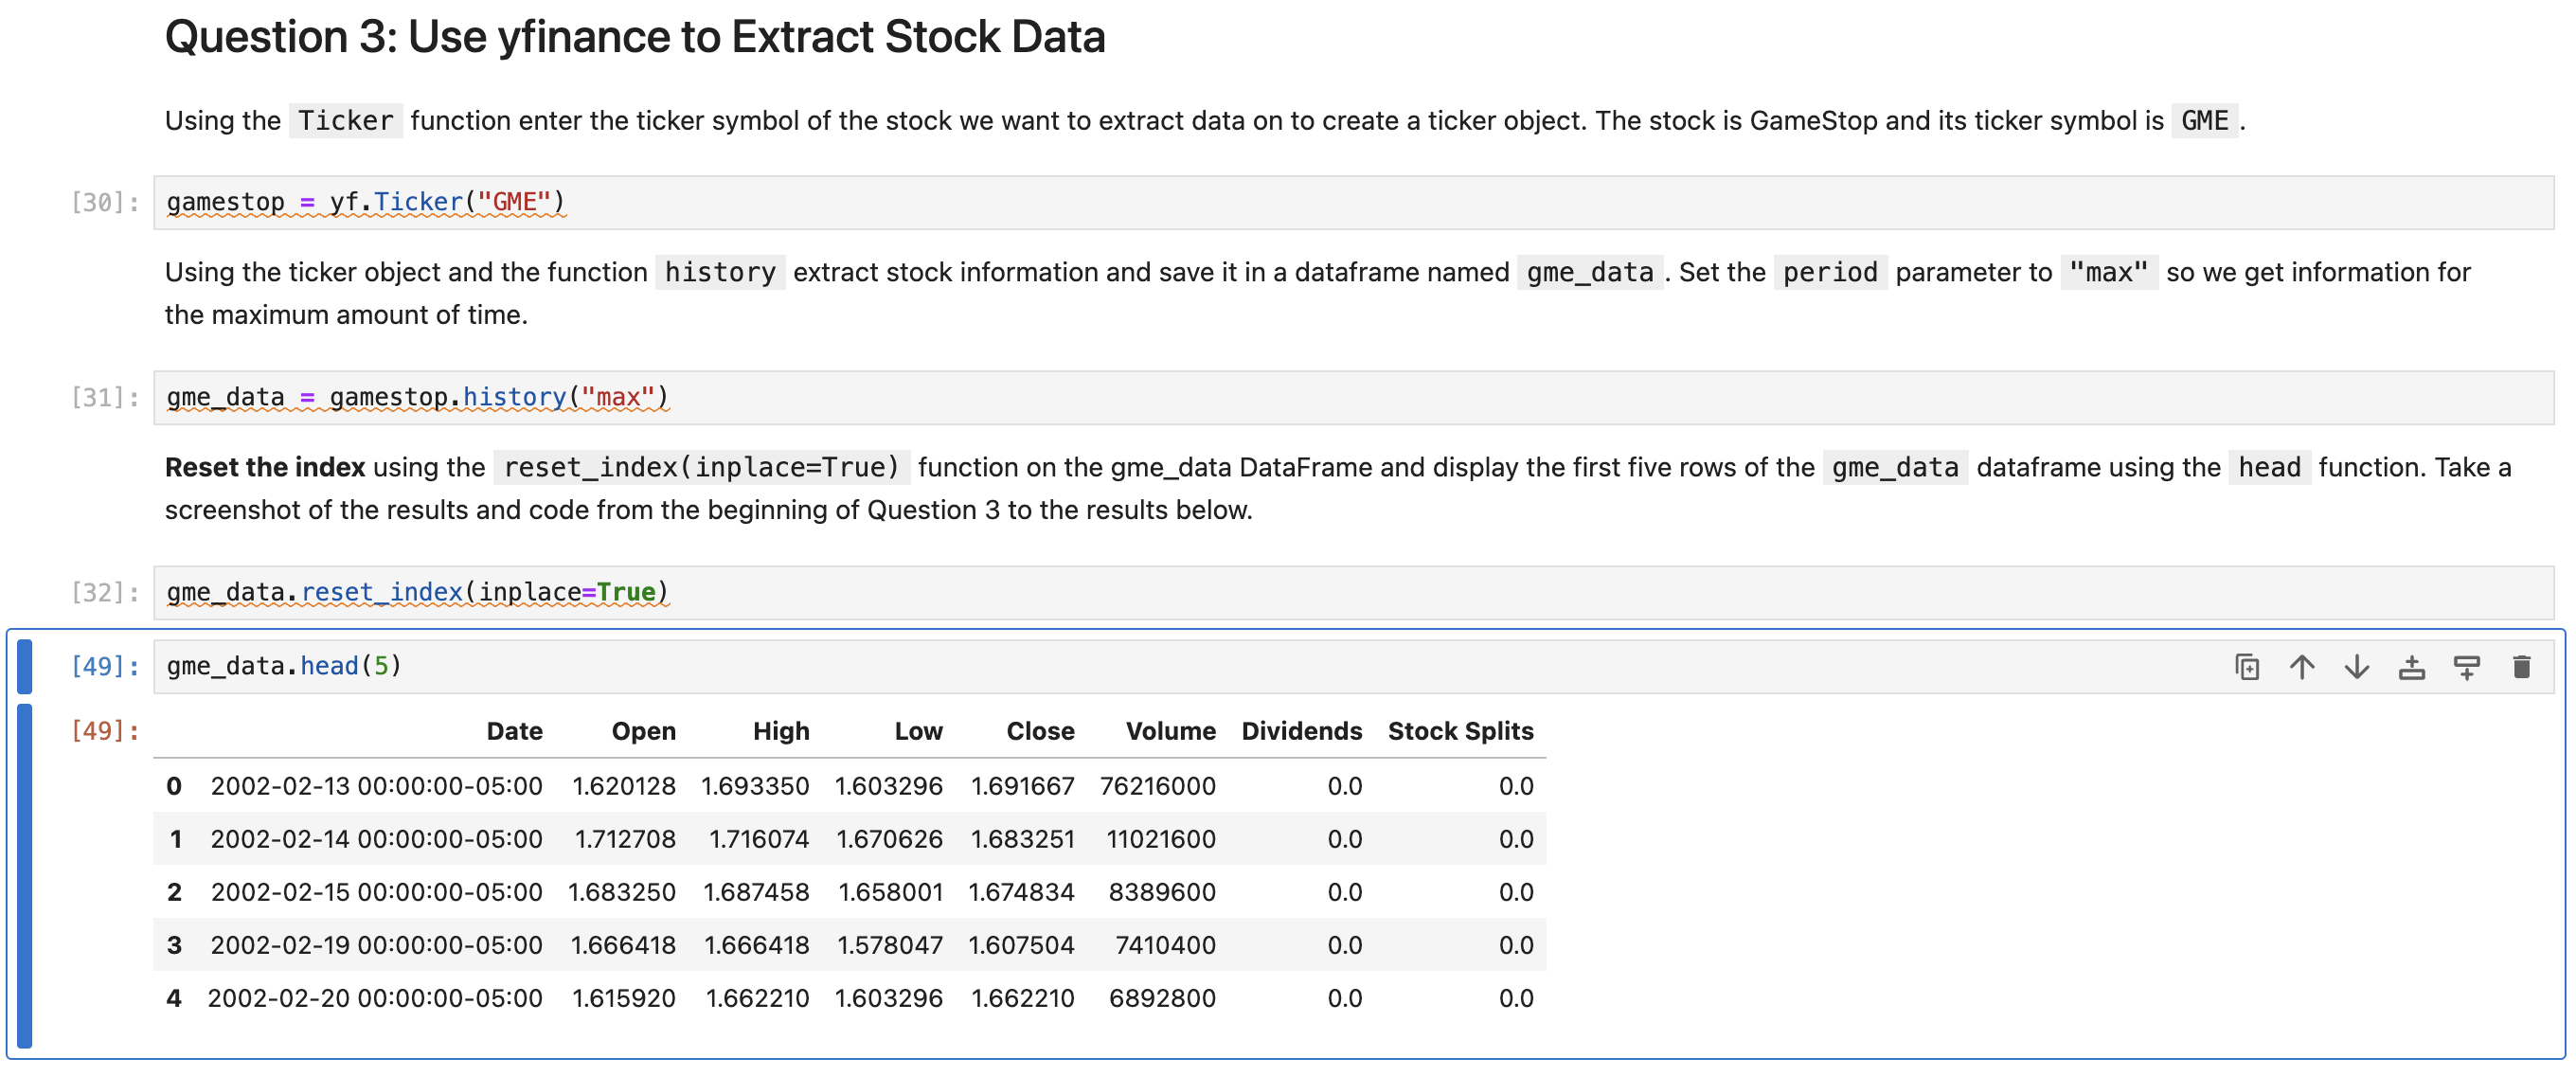 Question 3: Use yfinance to Extract Stock Data
Using the Ticker function enter the ticker symbol of the stock we want to extract data on to create a ticker object. The stock is GameStop and its ticker symbol is GME .
[30]: gamestop = yf.Ticker("GME")
Using the ticker object and the function history extract stock information and save it in a dataframe named gme_data . Set the period parameter to "max" so we get information for
the maximum amount of time.
[31]: gme_data = gamestop.history("max")
Reset the index using the reset_index(inplace=True) function on the gme_data DataFrame and display the first five rows of the gme_data dataframe using the head function. Take a
screenshot of the results and code from the beginning of Question 3 to the results below.
[32]: gme_data.reset_index(inplace=True)
[49]: gme_data.head(5)
[49]: Date Open High Low Close Volume Dividends Stock Splits
0 2002-02-13 00:00:00-05:00 1.620128 1.693350 1.603296 1.691667 76216000 0.0 0.0
1 2002-02-14 00:00:00-05:00 1.712708 1.716074 1.670626 1.683251 11021600 0.0 0.0
2 2002-02-15 00:00:00-05:00 1.683250 1.687458 1.658001 1.674834 8389600 0.0 0.0
3 2002-02-19 00:00:00-05:00 1.666418 1.666418 1.578047 1.607504 7410400 0.0 0.0
4 2002-02-20 00:00:00-05:00 1.615920 1.662210 1.603296 1.662210 6892800 0.0 0.0